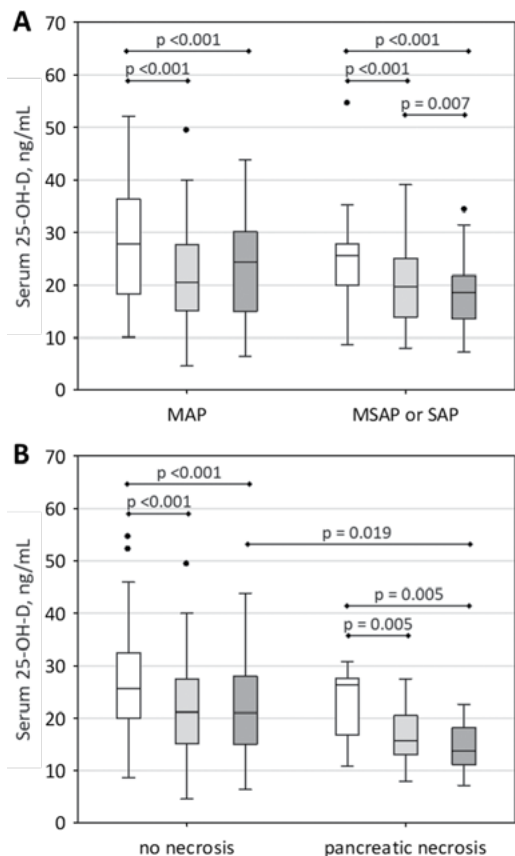 A
Serum 25-OH-D, ng/mL
70
60
50
40
30
20
10
0
p <0.001
p <0.001
p <0.001
p <0.001
p = 0.007
MAP
MSAP or SAP
B
Serum 25-OH-D, ng/mL
70
60
50
40
30
20
10
0
p <0.001
p <0.001
p = 0.019
p = 0.005
p = 0.005
no necrosis
pancreatic necrosis